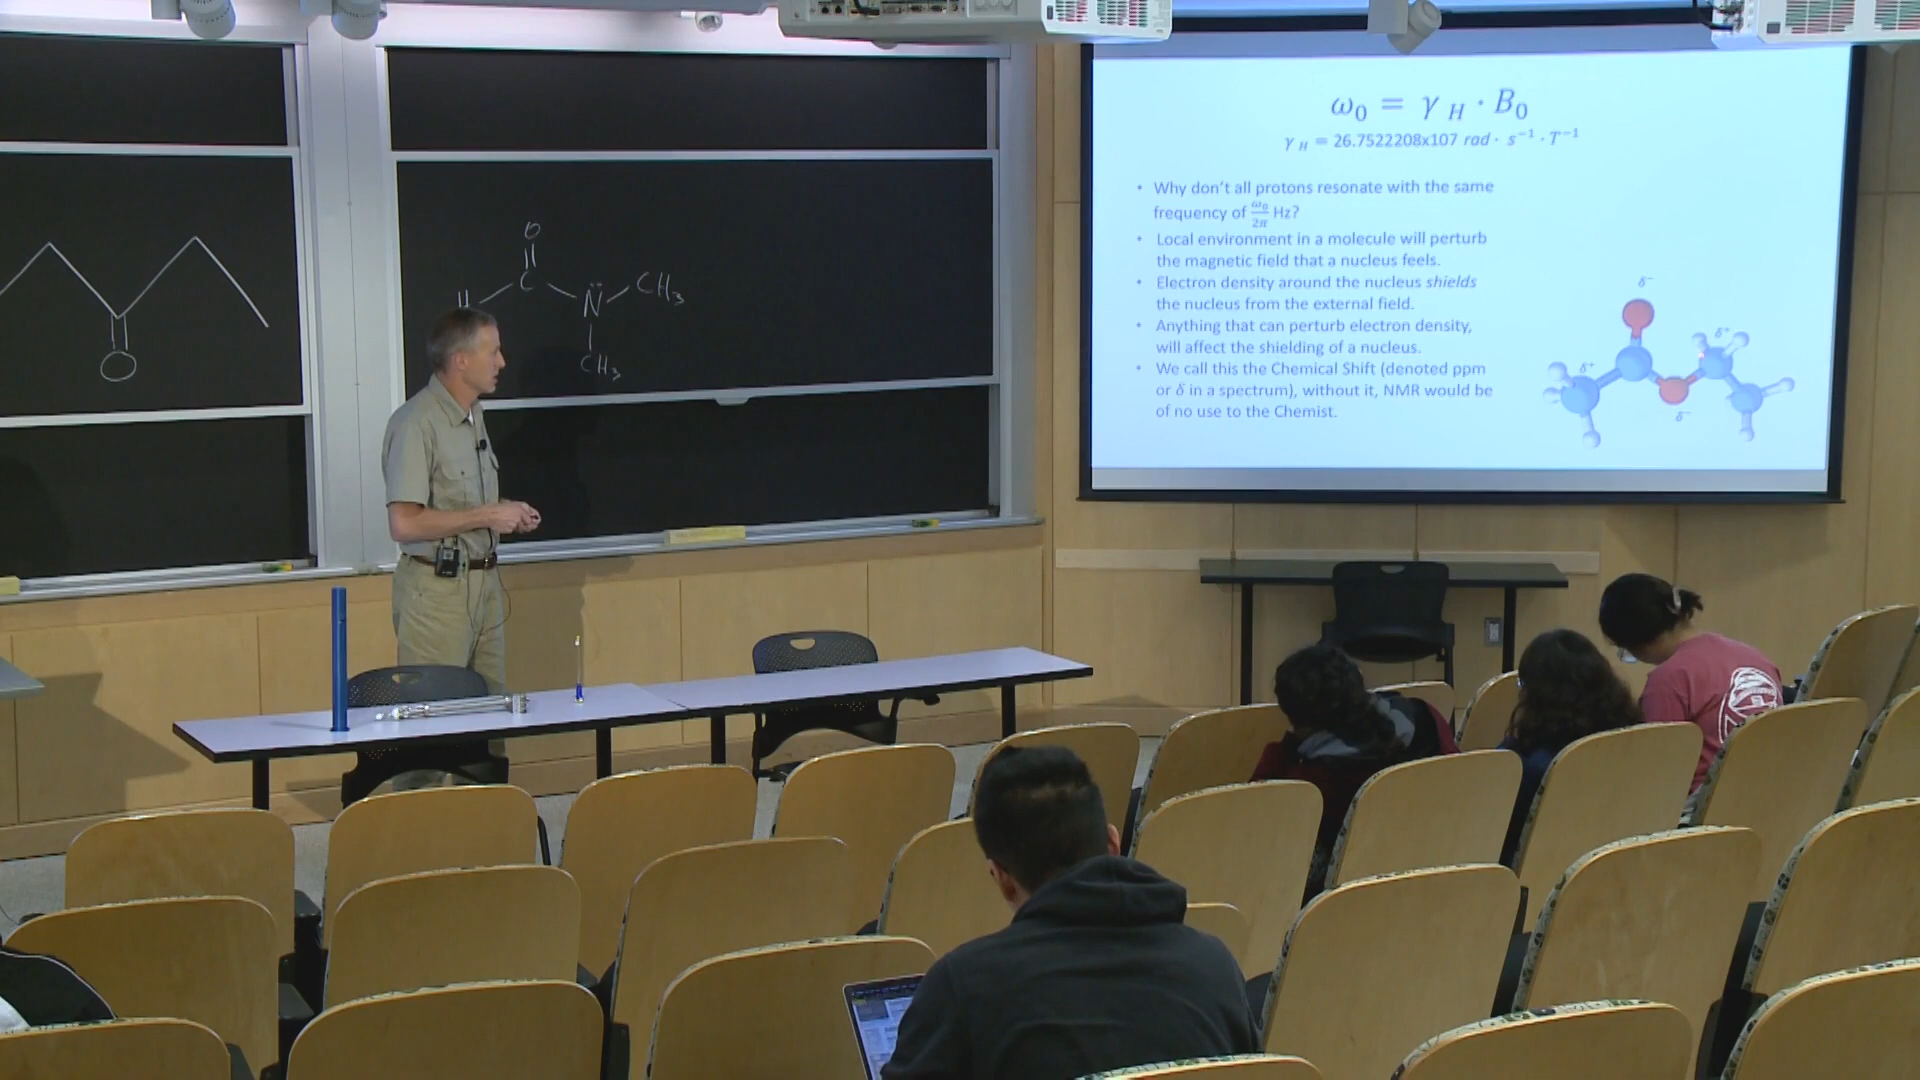 O
O
C
H
N
CH₃
CH₃
ω₀ = γ H · B₀
γ H = 26.7522208x107 rad · s⁻¹ · T⁻¹
• Why don't all protons resonate with the same
frequency of ω₀/2π Hz?
• Local environment in a molecule will perturb
the magnetic field that a nucleus feels.
• Electron density around the nucleus shields
the nucleus from the external field.
• Anything that can perturb electron density,
will affect the shielding of a nucleus.
• We call this the Chemical Shift (denoted ppm
or δ in a spectrum), without it, NMR would be
of no use to the Chemist.
δ⁻
δ⁺
δ⁺
δ⁻